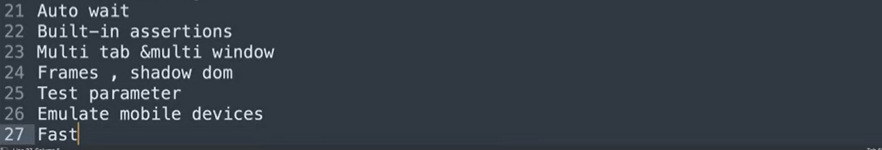 21 Auto wait
22 Built-in assertions
23 Multi tab &multi window
24 Frames , shadow dom
25 Test parameter
26 Emulate mobile devices
27 Fast